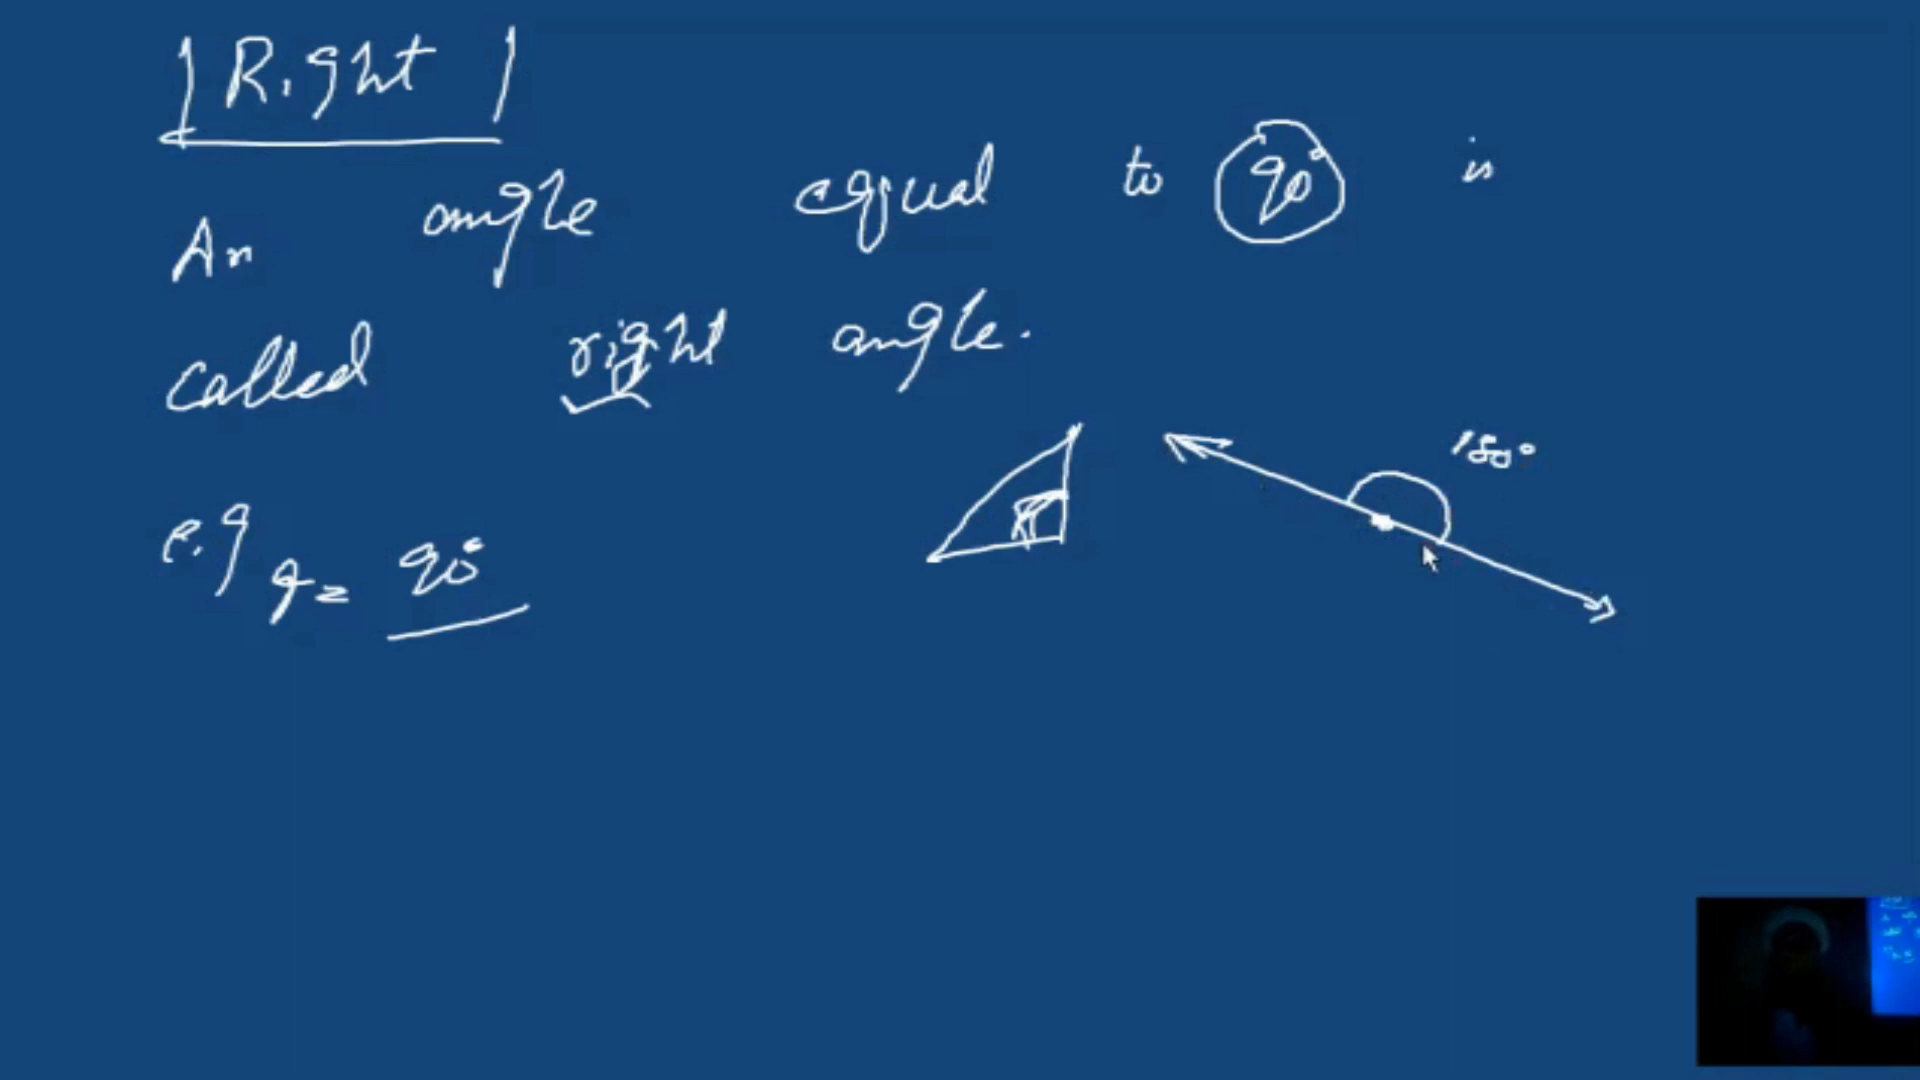 Right
An angle equal to 90° is
called right angle.
180°
e.g q = 90°